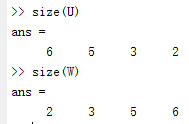 >> size(U)
ans =
6 5 3 2
>> size(W)
ans =
2 3 5 6